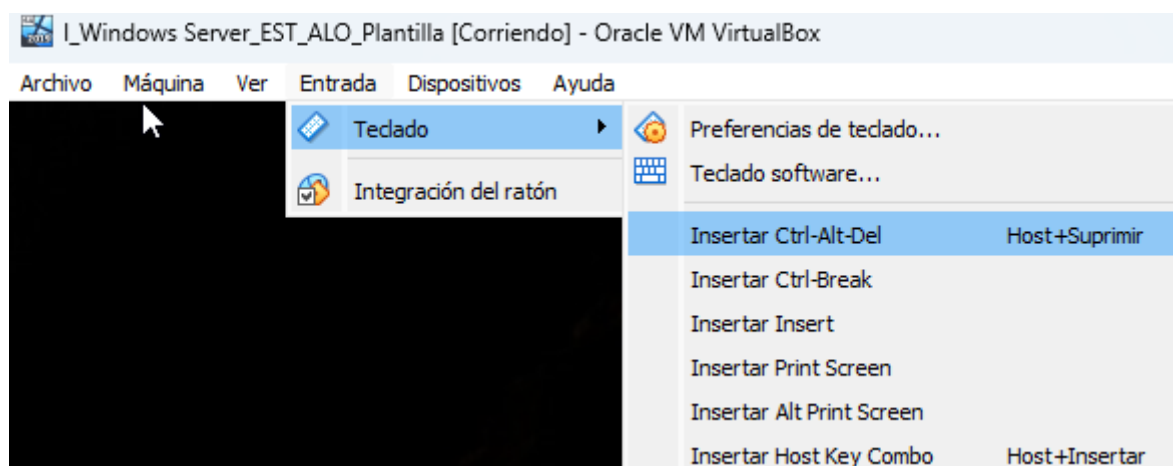 I_Windows Server_EST_ALO_Plantilla [Corriendo] - Oracle VM VirtualBox
Archivo Máquina Ver Entrada Dispositivos Ayuda
Teclado
Integración del ratón
Preferencias de teclado...
Teclado software...
Insertar Ctrl-Alt-Del Host+Suprimir
Insertar Ctrl-Break
Insertar Insert
Insertar Print Screen
Insertar Alt Print Screen
Insertar Host Key Combo Host+Insertar